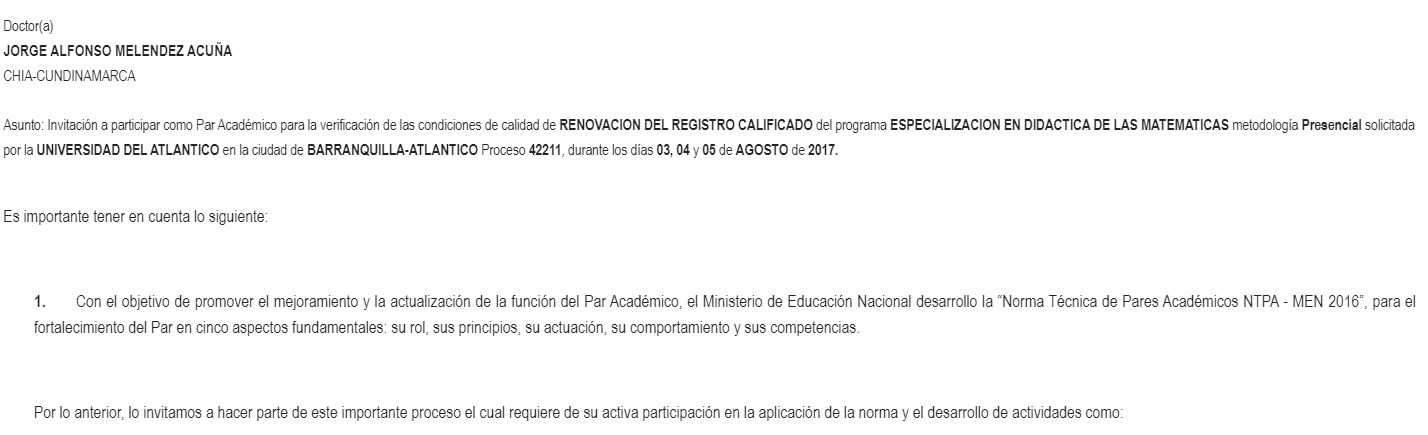 Doctor(a)
JORGE ALFONSO MELENDEZ ACUÑA
CHIA-CUNDINAMARCA
Asunto: Invitación a participar como Par Académico para la verificación de las condiciones de calidad de RENOVACION DEL REGISTRO CALIFICADO del programa ESPECIALIZACION EN DIDACTICA DE LAS MATEMATICAS metodología Presencial solicitada
por la UNIVERSIDAD DEL ATLANTICO en la ciudad de BARRANQUILLA-ATLANTICO Proceso 42211, durante los días 03, 04 y 05 de AGOSTO de 2017.
Es importante tener en cuenta lo siguiente:
1. Con el objetivo de promover el mejoramiento y la actualización de la función del Par Académico, el Ministerio de Educación Nacional desarrollo la “Norma Técnica de Pares Académicos NTPA - MEN 2016”, para el
fortalecimiento del Par en cinco aspectos fundamentales: su rol, sus principios, su actuación, su comportamiento y sus competencias.
Por lo anterior, lo invitamos a hacer parte de este importante proceso el cual requiere de su activa participación en la aplicación de la norma y el desarrollo de actividades como: